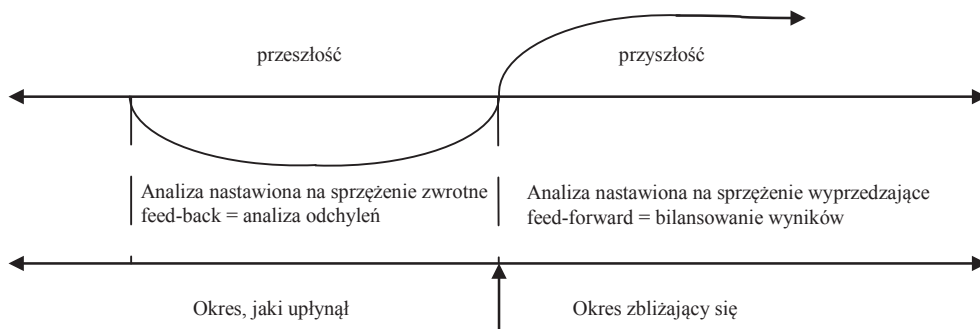 przeszłość
przyszłość
Analiza nastawiona na sprzężenie zwrotne
feed-back = analiza odchyleń
Analiza nastawiona na sprzężenie wyprzedzające
feed-forward = bilansowanie wyników
Okres, jaki upłynął
Okres zbliżający się